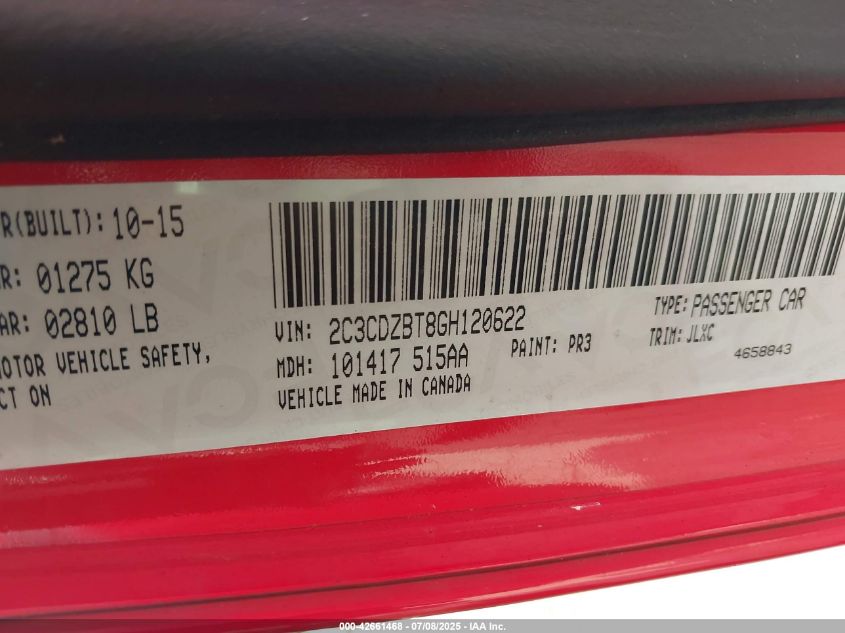 R(BUILT): 10-15
R: 01275 KG
AR: 02810 LB
MOTOR VEHICLE SAFETY,
CT ON
VIN: 2C3CDZBT8GH120622
TYPE: PASSENGER CAR
MDH: 101417 515AA
PAINT: PR3
TRIM: JLXC
VEHICLE MADE IN CANADA
4658843
000-42661468 - 07/08/2025 - IAA Inc.